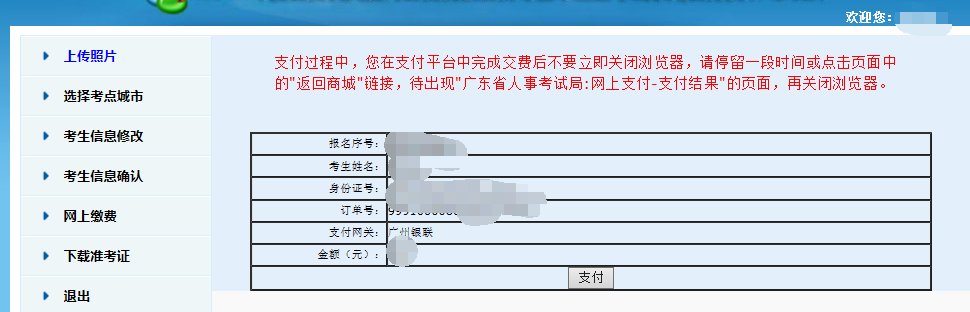 欢迎您：
上传照片
选择考点城市
考生信息修改
考生信息确认
网上缴费
下载准考证
退出
支付过程中，您在支付平台中完成交费后不要立即关闭浏览器，请停留一段时间或点击页面中
的"返回商城"链接，待出现"广东省人事考试局:网上支付-支付结果"的页面，再关闭浏览器。
报名序号：
考生姓名：
身份证号：
订单号：
支付网关： 广州银联
金额（元）：
支付